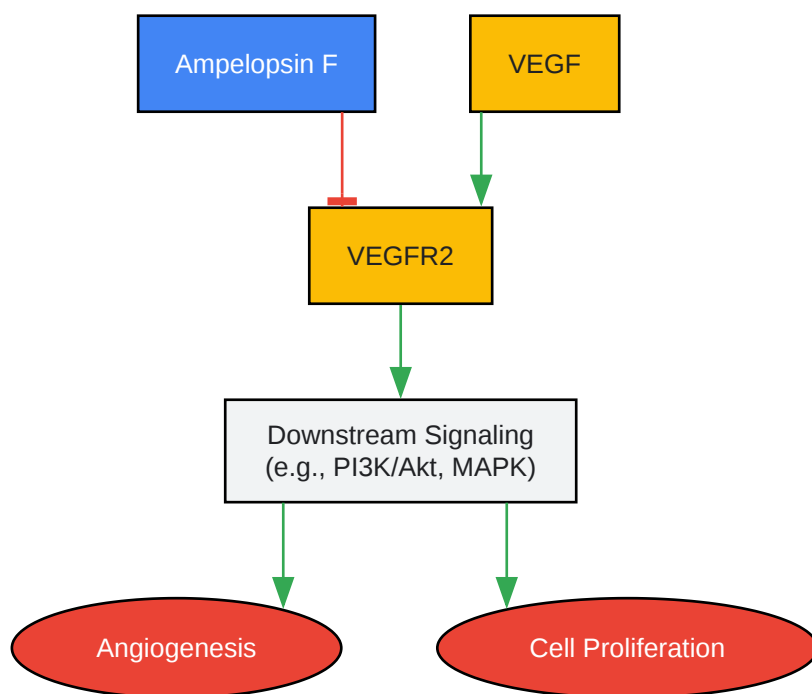 Ampelopsin F
VEGF
VEGFR2
Downstream Signaling
(e.g., PI3K/Akt, MAPK)
Angiogenesis
Cell Proliferation